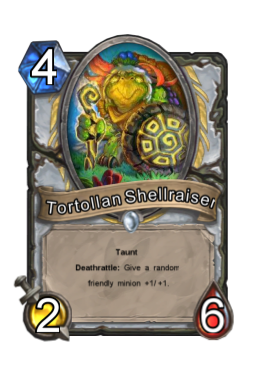 4
Tortollan Shellraiser
Taunt
Deathrattle: Give a random
friendly minion +1/+1.
2
6